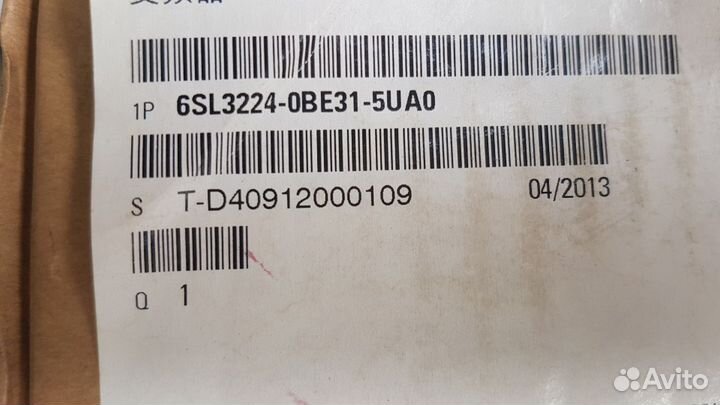 1P 6SL3224-0BE31-5UA0
S T-D40912000109 04/2013
Q 1
Avito